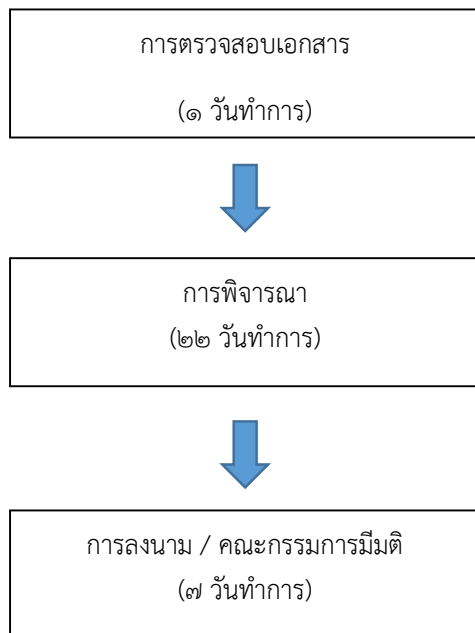 การตรวจสอบเอกสาร
(๑ วันทำการ)
การพิจารณา
(๒๒ วันทำการ)
การลงนาม / คณะกรรมการมีมติ
(๗ วันทำการ)